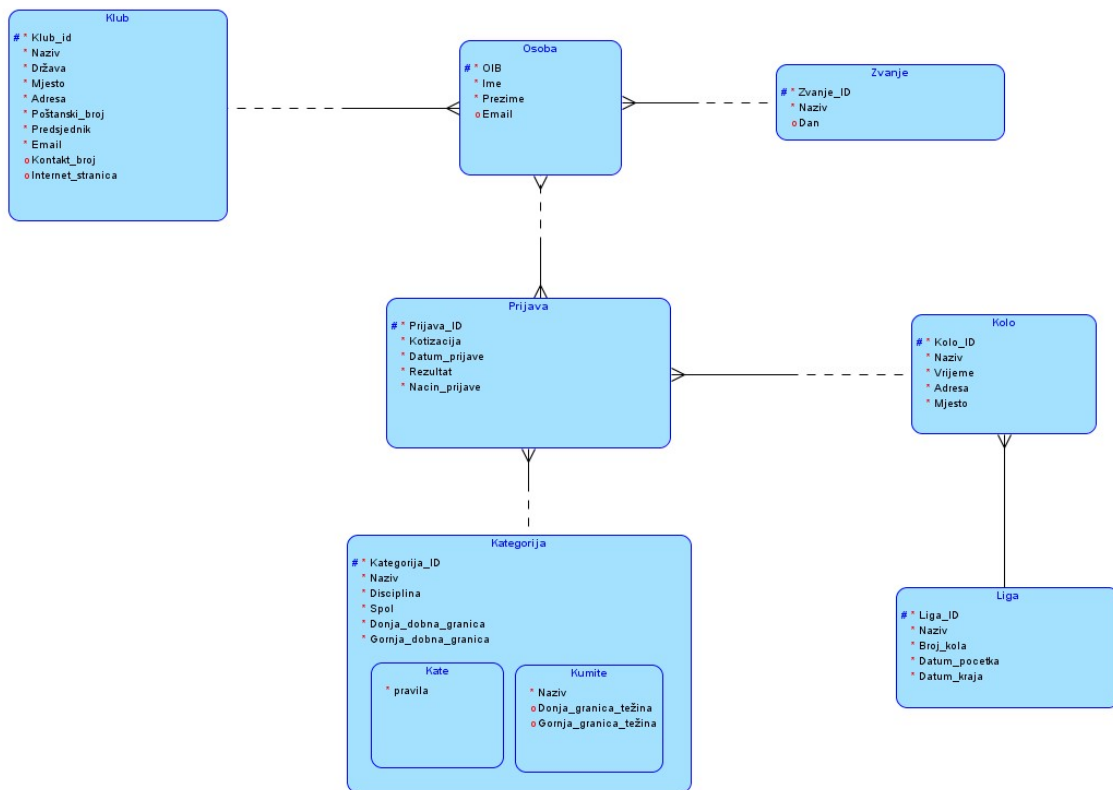 Klub
# * Klub_id
* Naziv
* Država
* Mjesto
* Adresa
* Poštanski_broj
* Predsjednik
* Email
o Kontakt_broj
o Internet_stranica
Osoba
# * OIB
* Ime
* Prezime
o Email
Zvanje
# * Zvanje_ID
* Naziv
o Dan
Prijava
# * Prijava_ID
* Kotizacija
* Datum_prijave
* Rezultat
* Nacin_prijave
Kolo
# * Kolo_ID
* Naziv
* Vrijeme
* Adresa
* Mjesto
Kategorija
# * Kategorija_ID
* Naziv
* Disciplina
* Spol
* Donja_dobna_granica
* Gornja_dobna_granica
Kate
* pravila
Kumite
* Naziv
o Donja_granica_težina
o Gornja_granica_težina
Liga
# * Liga_ID
* Naziv
* Broj_kola
* Datum_pocetka
* Datum_kraja